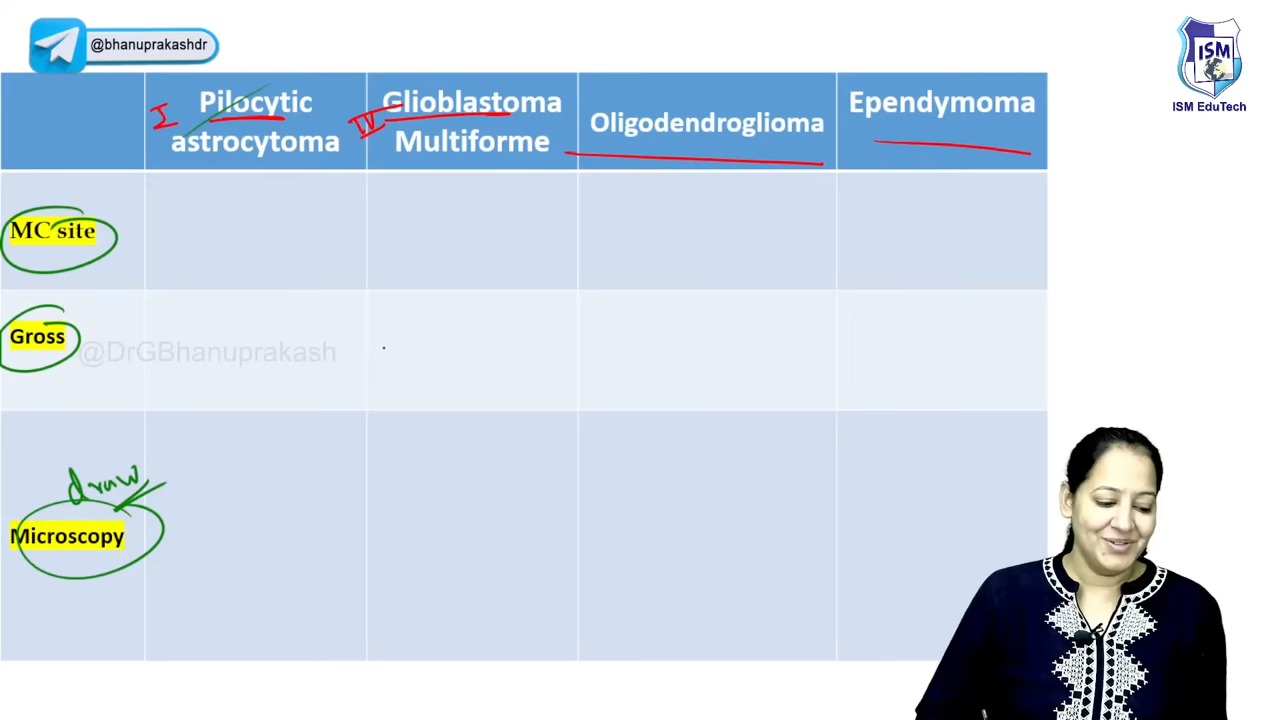 @bhanuprakashdr
ISM
ISM EduTech
I Pilocytic
astrocytoma
IV Glioblastoma
Multiforme
Oligodendroglioma
Ependymoma
MC site
Gross
@DrGBhanuprakash
draw
Microscopy